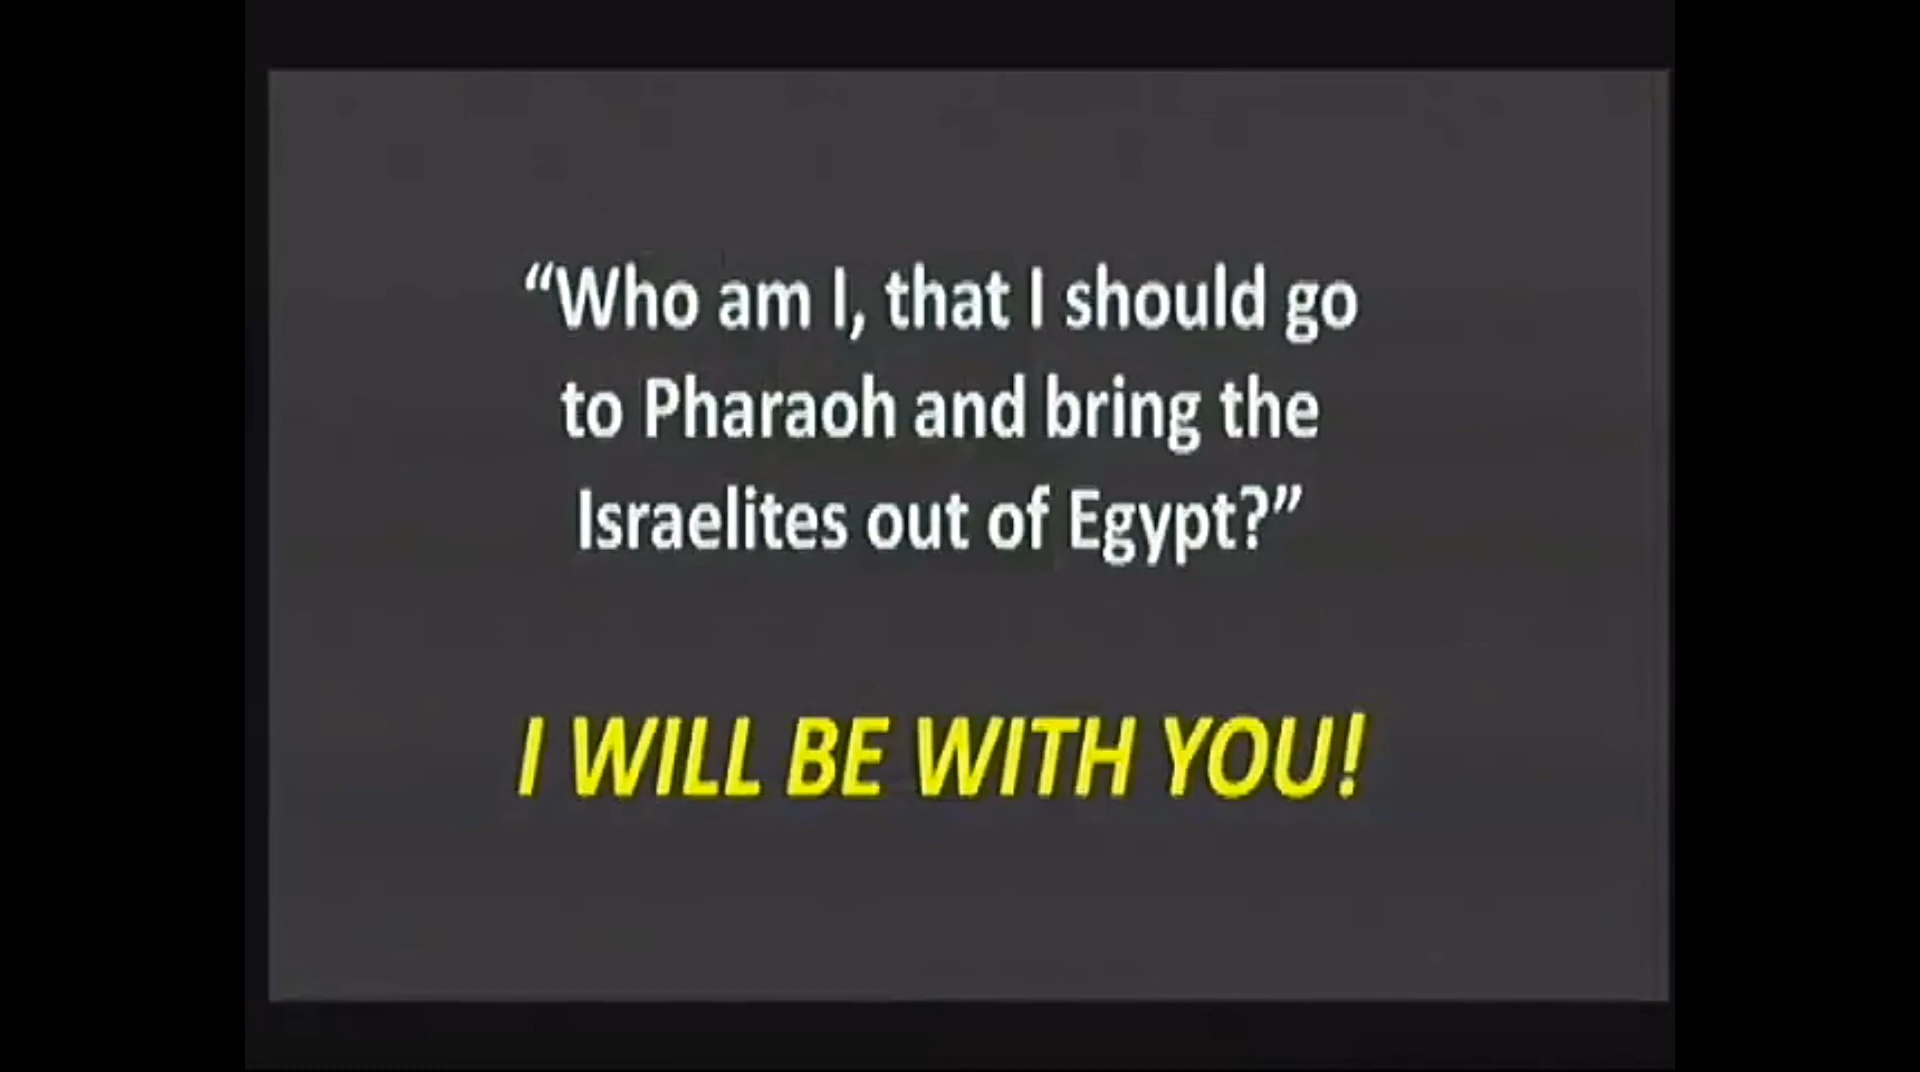 “Who am I, that I should go
to Pharaoh and bring the
Israelites out of Egypt?”
I WILL BE WITH YOU!